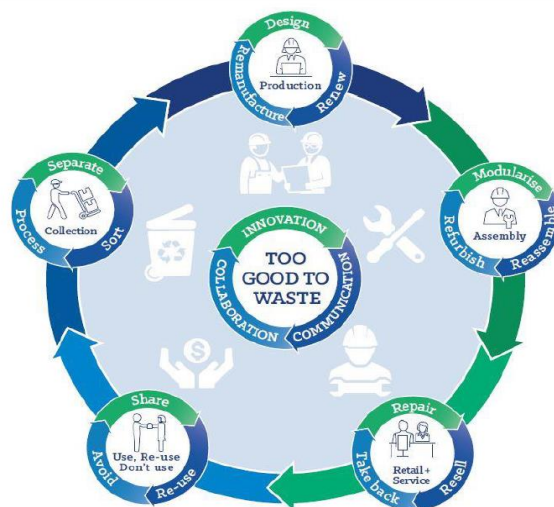 Design
Renew
Remanufacture
Production
Modularise
Reassemble
Refurbish
Assembly
Repair
Resell
Take back
Retail +
Service
Share
Re-use
Avoid
Use, Re-use
Don't use
Separate
Sort
Process
Collection
INNOVATION
COMMUNICATION
COLLABORATION
TOO
GOOD TO
WASTE
$